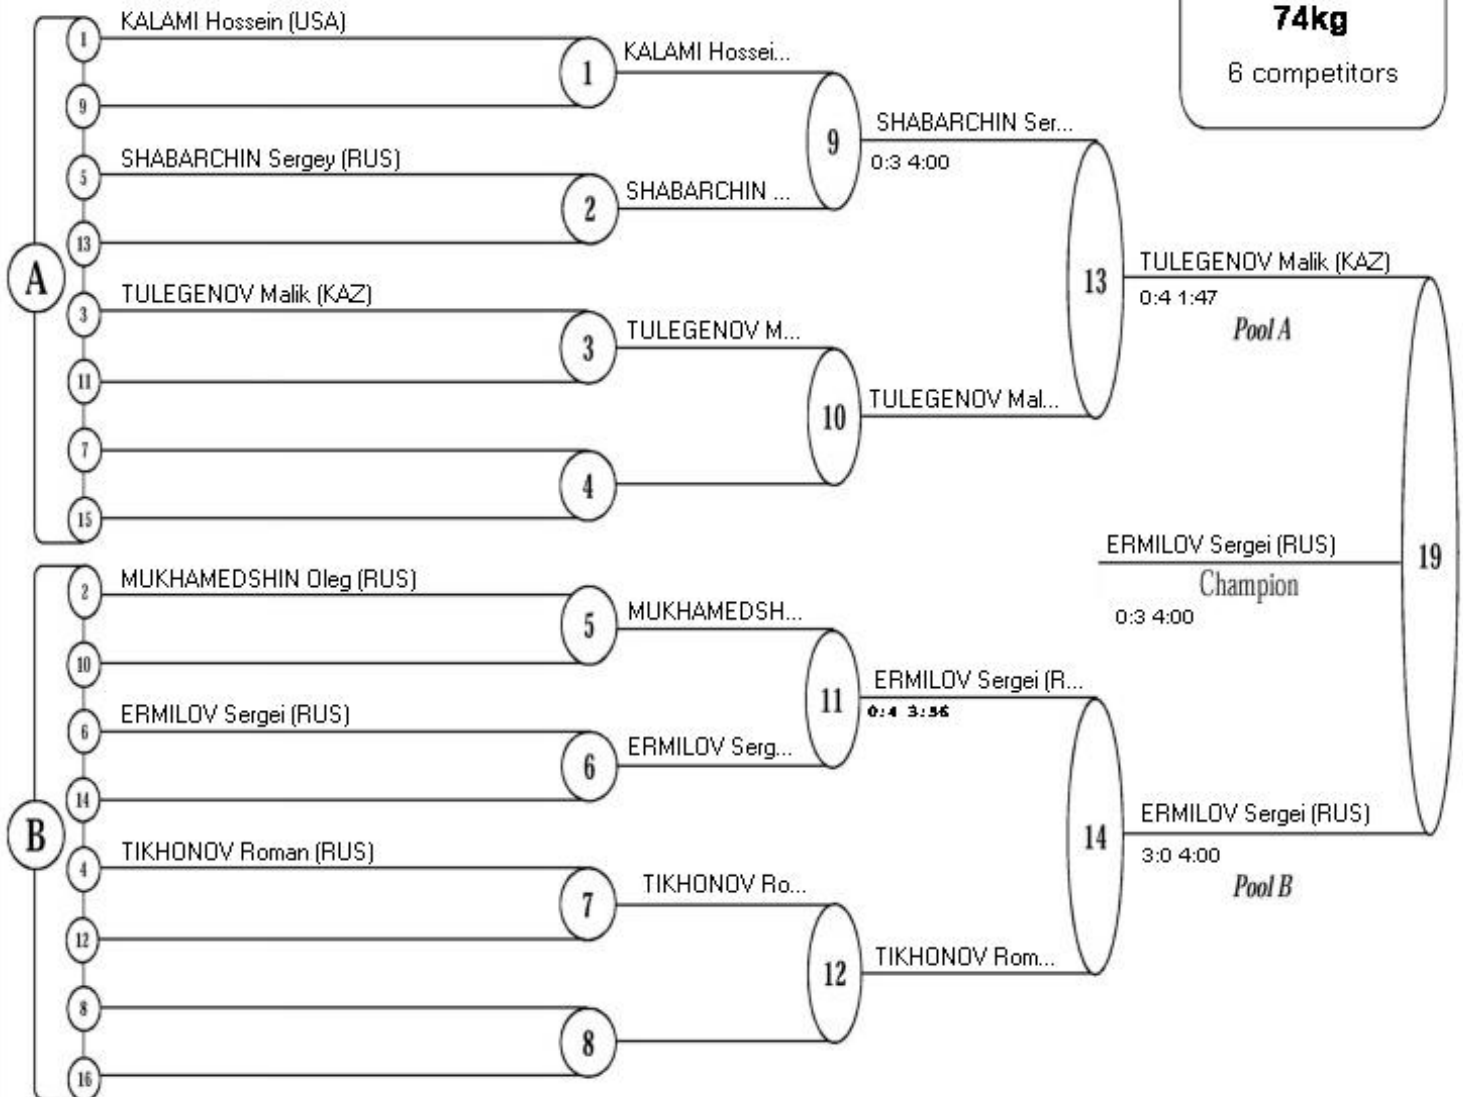 74kg
6 competitors
A
1
KALAMI Hossein (USA)
9
5
SHABARCHIN Sergey (RUS)
13
3
TULEGENOV Malik (KAZ)
11
7
15
1
2
3
4
KALAMI Hossei...
SHABARCHIN ...
TULEGENOV M...
9
10
SHABARCHIN Ser...
0:3 4:00
TULEGENOV Mal...
13
TULEGENOV Malik (KAZ)
0:4 1:47
Pool A
B
2
MUKHAMEDSHIN Oleg (RUS)
10
6
ERMILOV Sergei (RUS)
14
4
TIKHONOV Roman (RUS)
12
8
16
5
6
7
8
MUKHAMEDSH...
ERMILOV Serg...
TIKHONOV Ro...
11
12
ERMILOV Sergei (R...
0:4 3:56
TIKHONOV Rom...
14
ERMILOV Sergei (RUS)
3:0 4:00
Pool B
19
ERMILOV Sergei (RUS)
Champion
0:3 4:00